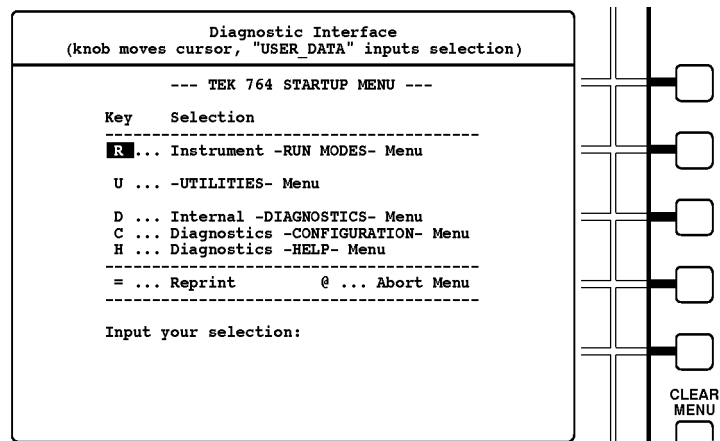 Diagnostic Interface
(knob moves cursor, "USER_DATA" inputs selection)
--- TEK 764 STARTUP MENU ---
Key Selection
----------------------------------------
R ... Instrument -RUN MODES- Menu
U ... -UTILITIES- Menu
D ... Internal -DIAGNOSTICS- Menu
C ... Diagnostics -CONFIGURATION- Menu
H ... Diagnostics -HELP- Menu
----------------------------------------
= ... Reprint @ ... Abort Menu
----------------------------------------
Input your selection:
CLEAR
MENU